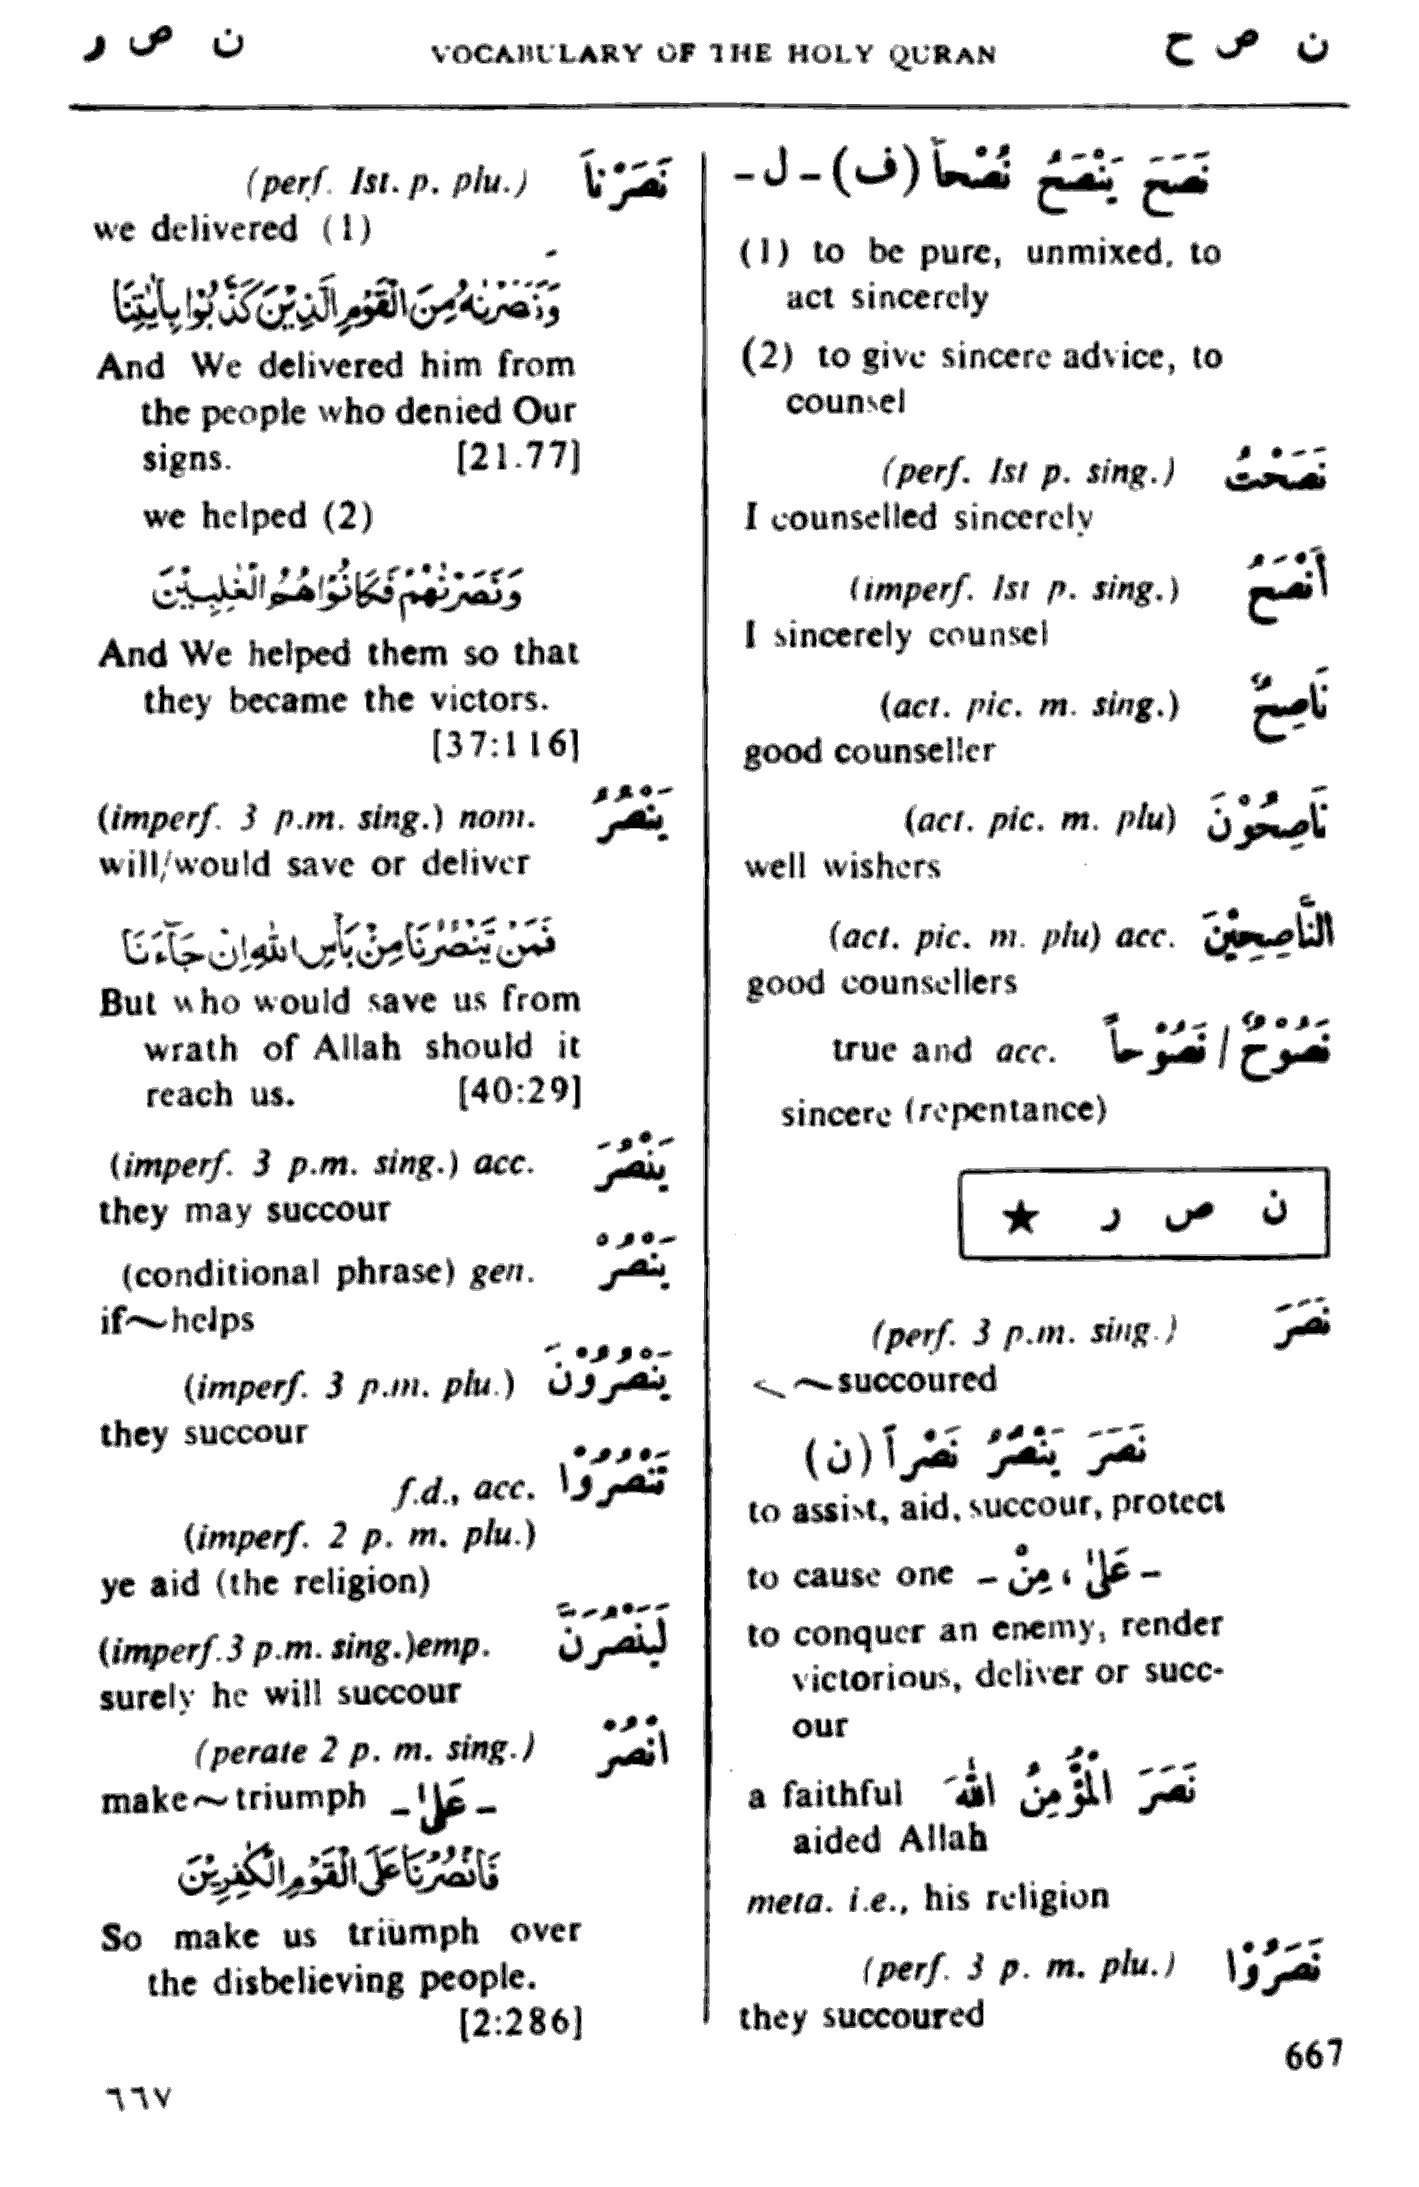 ن ص ر VOCABULARY OF THE HOLY QURAN ن ص ح
نَصَحَ يَنْصَحُ نُصْحاً (ف) - ل -
(1) to be pure, unmixed, to
act sincerely
(2) to give sincere advice, to
counsel
(perf. Ist p. sing.) نَصَحْتُ
I counselled sincerely
(imperf. Ist p. sing.) أَنْصَحُ
I sincerely counsel
(act. pic. m. sing.) نَاصِحٌ
good counseller
(act. pic. m. plu) نَاصِحُوْنَ
well wishers
(act. pic. m. plu) acc. النَّاصِحِيْنَ
good counsellers
true and acc. نَصُوْحٌ / نَصُوْحاً
sincere (repentance)
ن ص ر ★
(perf. 3 p.m. sing.) نَصَرَ
~succoured
نَصَرَ يَنْصُرُ نَصْراً (ن)
to assist, aid, succour, protect
to cause one - عَلىٰ ، مِنْ -
to conquer an enemy, render
victorious, deliver or succ-
our
a faithful نَصَرَ الْمُؤْمِنُ اللّٰهَ
aided Allah
meta. i.e., his religion
(perf. 3 p. m. plu.) نَصَرُوْا
they succoured
(perf. Ist. p. plu.) نَصَرْنَا
we delivered (1)
وَنَصَرْنٰهُ مِنَ الْقَوْمِ الَّذِيْنَ كَذَّبُوْا بِاٰيٰتِنَا
And We delivered him from
the people who denied Our
signs. [21.77]
we helped (2)
وَنَصَرْنٰهُمْ فَكَانُوْا هُمُ الْغٰلِبِيْنَ
And We helped them so that
they became the victors.
[37:116]
(imperf. 3 p.m. sing.) nom. يَنْصُرُ
will/would save or deliver
فَمَنْ يَّنْصُرُنَا مِنْ بَأْسِ اللّٰهِ اِنْ جَآءَنَا
But who would save us from
wrath of Allah should it
reach us. [40:29]
(imperf. 3 p.m. sing.) acc. يَنْصُرَ
they may succour
(conditional phrase) gen. يَنْصُرْ
if~helps
(imperf. 3 p.m. plu.) يَنْصُرُوْنَ
they succour
f.d., acc. تَنْصُرُوْا
(imperf. 2 p. m. plu.)
ye aid (the religion)
(imperf.3 p.m. sing.)emp. لَيَنْصُرَنَّ
surely he will succour
(perate 2 p. m. sing.) انْصُرْ
make~triumph - عَلىٰ -
فَانْصُرْنَا عَلَى الْقَوْمِ الْكٰفِرِيْنَ
So make us triumph over
the disbelieving people.
[2:286]
667
٦٦٧